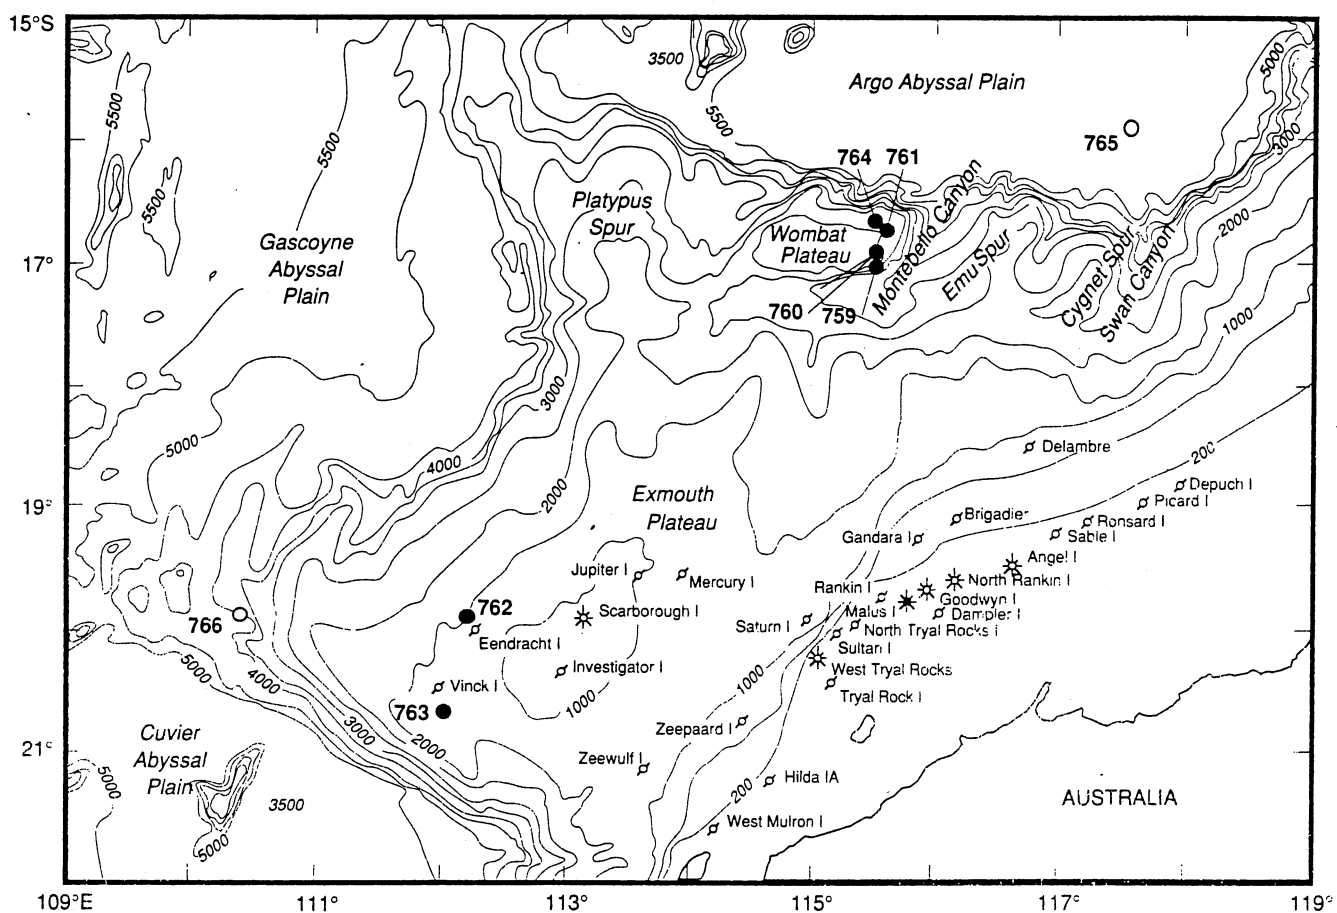 15°S
3500
Argo Abyssal Plain
5000
5500
5500
5500
5500
765
3000
764 761
Platypus
Spur
Wombat
Plateau
Montebello Canyon
Emu Spur
Cygnet Spur
Swan Canyon
2000
Gascoyne
Abyssal
Plain
17°
760 759
1000
3000
5000
4000
2000
Delambre
200
Exmouth
Plateau
Depuch I
Picard I
Ronsard I
Sable I
Brigadier
Gandara I
19°
Angel I
North Rankin I
Goodwyn I
Dampier I
Rankin I
Malus I
North Tryal Rocks I
Sultan I
West Tryal Rocks
Tryal Rock I
Saturn I
Jupiter I
Mercury I
Scarborough I
762
Eendracht I
766
Investigator I
Vinck I
763
1000
1000
5000
4000
3000
2000
Zeepaard I
Zeewulf I
Cuvier
Abyssal
Plain
21°
5000
3500
5000
200
Hilda IA
West Muiron I
AUSTRALIA
109°E 111° 113° 115° 117° 119°